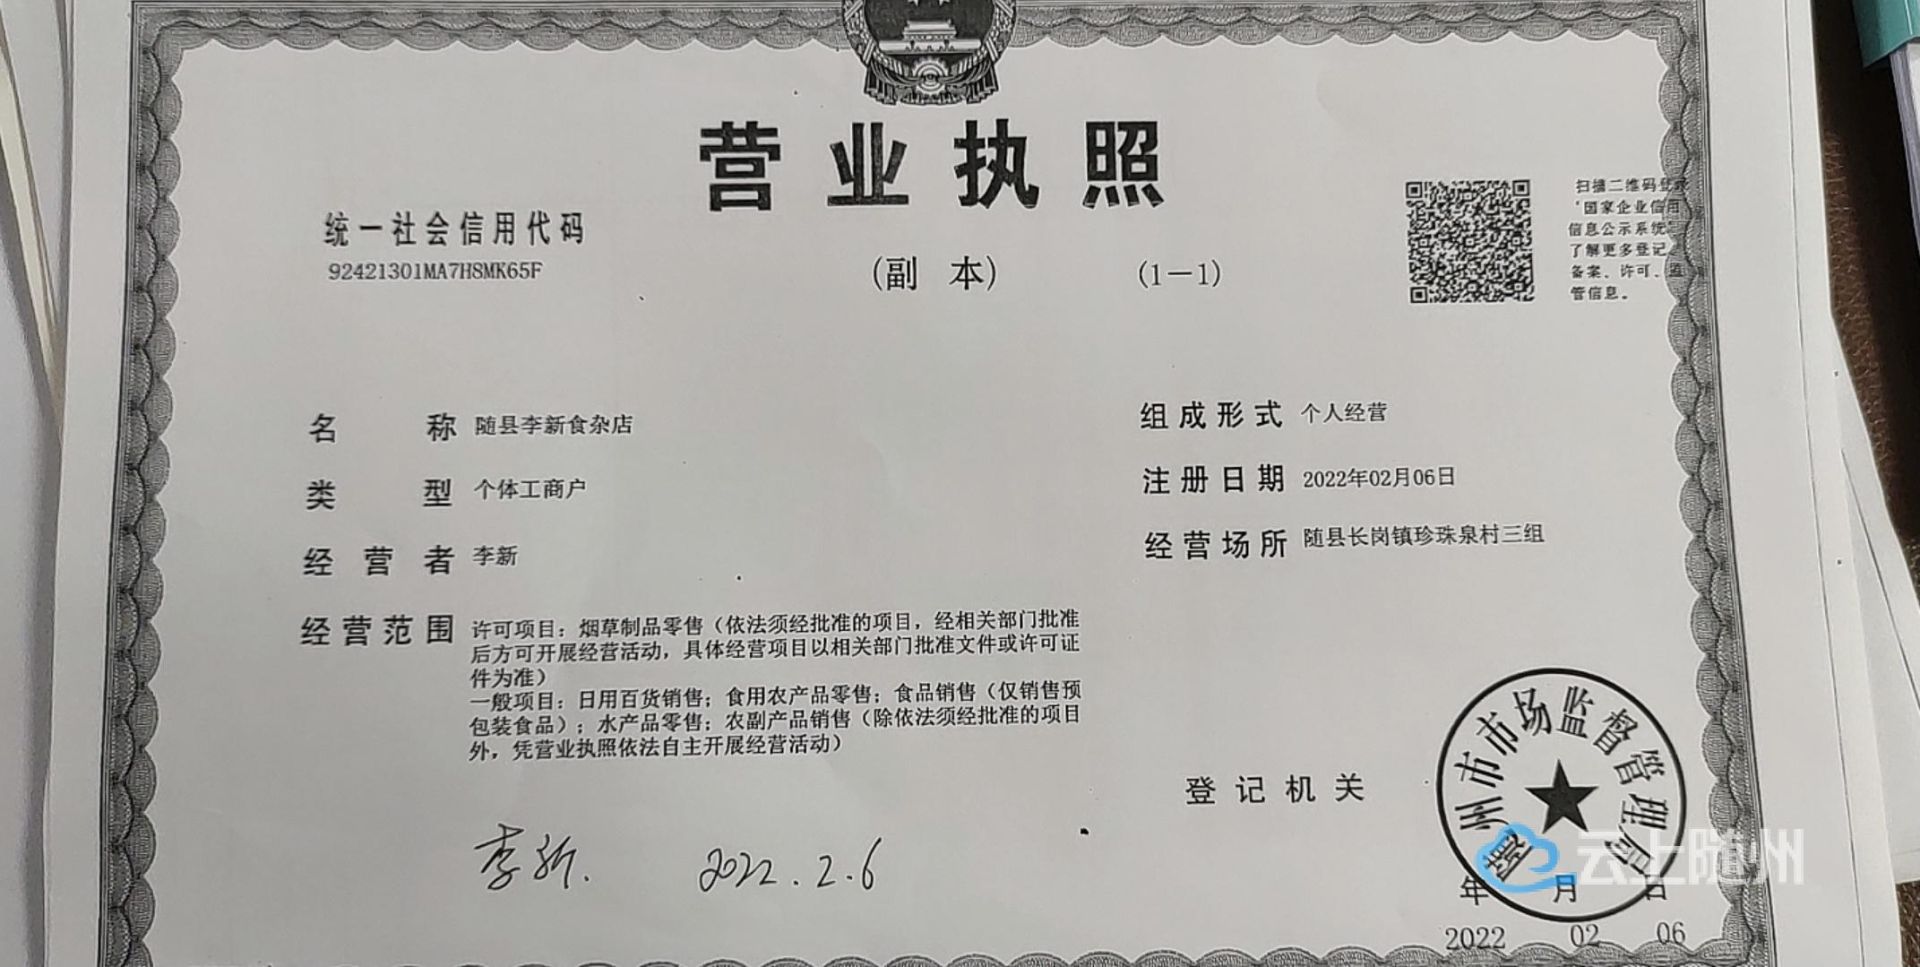 营业执照
统一社会信用代码
92421301MA7H8MK65F
（副 本）
（1－1）
扫描二维码登录
‘国家企业信用
信息公示系统’
了解更多登记、
备案、许可、监
管信息。
名称 随县李新食杂店
类型 个体工商户
经营者 李新
经营范围 许可项目：烟草制品零售（依法须经批准的项目，经相关部门批准
后方可开展经营活动，具体经营项目以相关部门批准文件或许可证
件为准）
一般项目：日用百货销售；食用农产品零售；食品销售（仅销售预
包装食品）；水产品零售；农副产品销售（除依法须经批准的项目
外，凭营业执照依法自主开展经营活动）
组成形式 个人经营
注册日期 2022年02月06日
经营场所 随县长岗镇珍珠泉村三组
登记机关
随州市市场监督管理局
云上随州
年 月 日
2022 02 06
李新. 2022.2.6